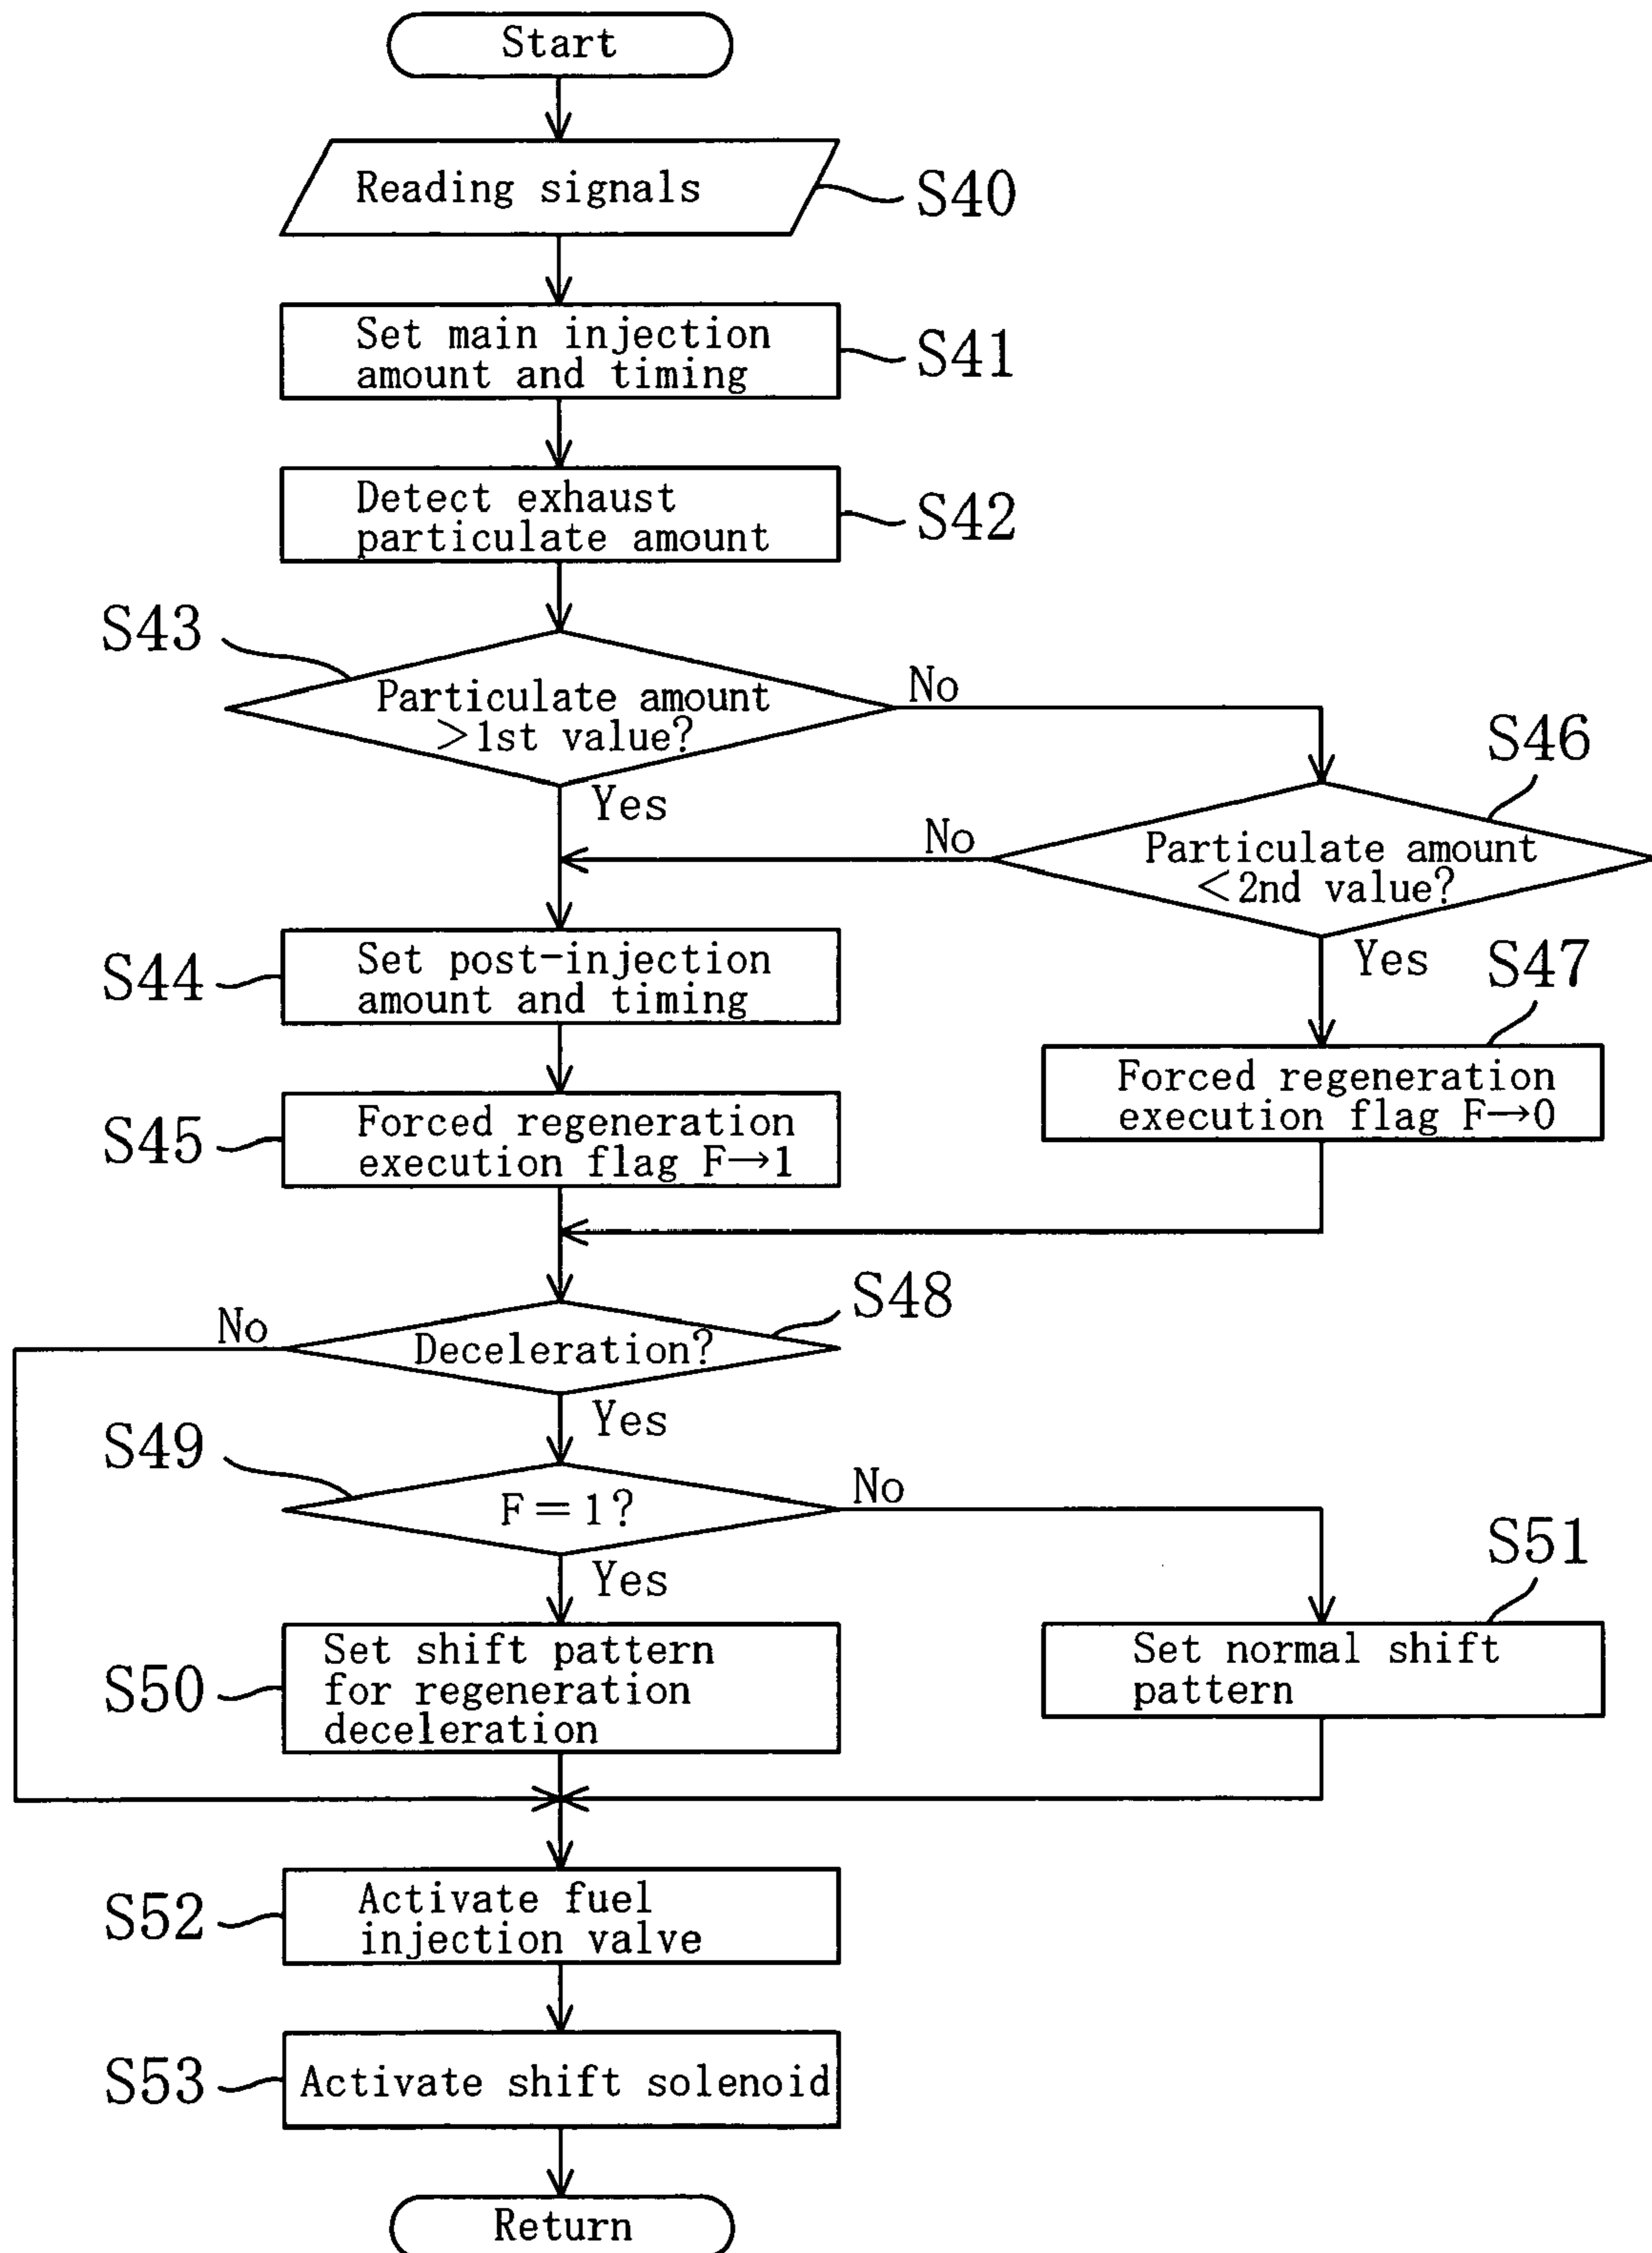 Start
Reading signals
S40
Set main injection
amount and timing
S41
Detect exhaust
particulate amount
S42
S43
Particulate amount
>1st value?
No
Yes
S46
Particulate amount
<2nd value?
No
Yes
S44
Set post-injection
amount and timing
S47
Forced regeneration
execution flag F→0
S45
Forced regeneration
execution flag F→1
S48
Deceleration?
No
Yes
S49
F=1?
No
Yes
S50
Set shift pattern
for regeneration
deceleration
S51
Set normal shift
pattern
S52
Activate fuel
injection valve
S53
Activate shift solenoid
Return